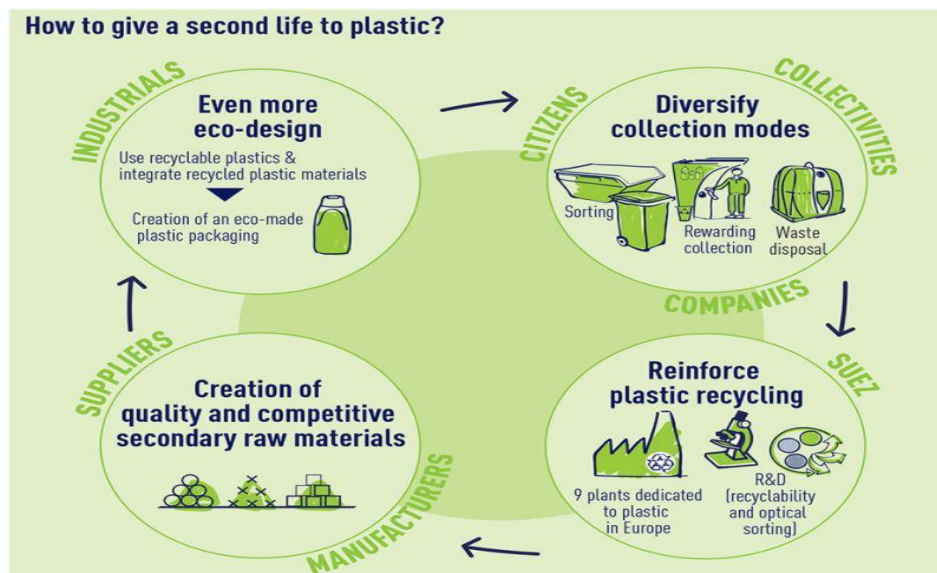 How to give a second life to plastic?
INDUSTRIALS
Even more
eco-design
Use recyclable plastics &
integrate recycled plastic materials
Creation of an eco-made
plastic packaging
CITIZENS
COLLECTIVITIES
Diversify
collection modes
Sorting
Rewarding
collection
Waste
disposal
COMPANIES
SUEZ
Reinforce
plastic recycling
9 plants dedicated
to plastic
in Europe
R&D
(recyclability
and optical
sorting)
MANUFACTURERS
SUPPLIERS
Creation of
quality and competitive
secondary raw materials